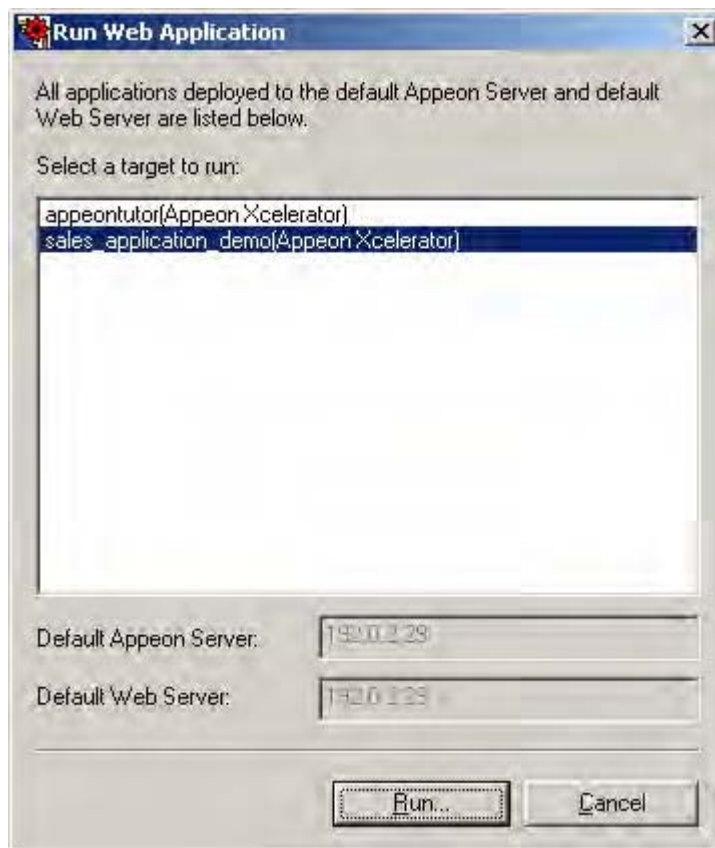 Run Web Application
All applications deployed to the default Appeon Server and default
Web Server are listed below.
Select a target to run:
appeontutor(Appeon Xcelerator)
sales_application_demo(Appeon Xcelerator)
Default Appeon Server:
Default Web Server:
Run...
Cancel